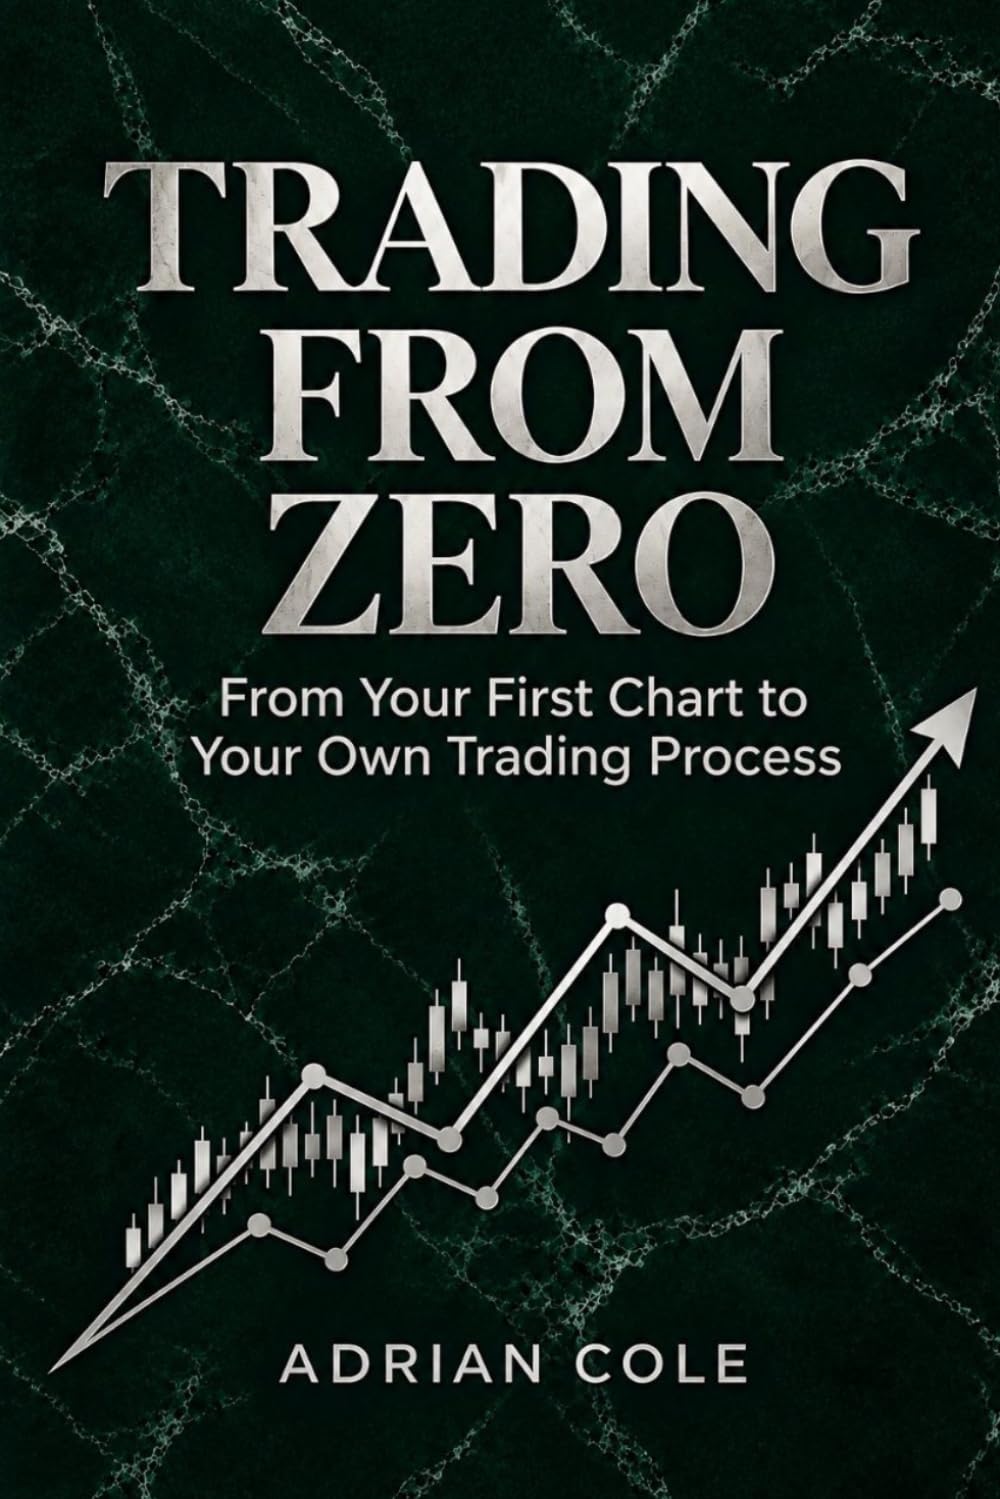 TRADING
FROM
ZERO
From Your First Chart to
Your Own Trading Process
ADRIAN COLE